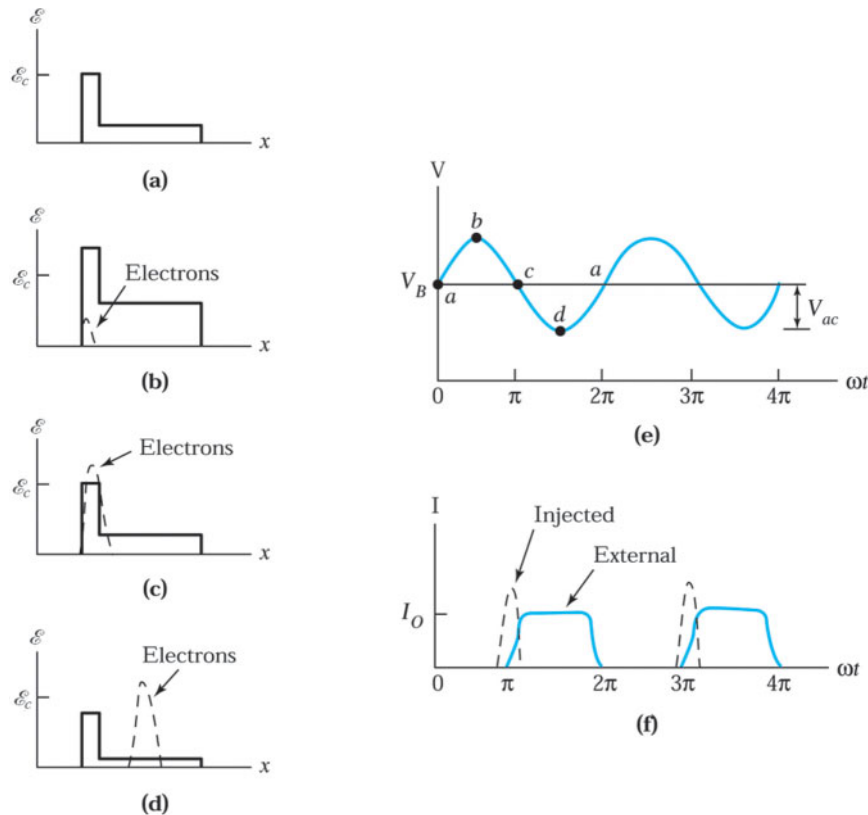 ℰ
ℰc
x
(a)
ℰ
ℰc
Electrons
x
(b)
ℰ
ℰc
Electrons
x
(c)
ℰ
Electrons
ℰc
x
(d)
V
b
VB
a
c
a
d
Vac
0
π
2π
3π
4π
ωt
(e)
I
Injected
External
IO
0
π
2π
3π
4π
ωt
(f)